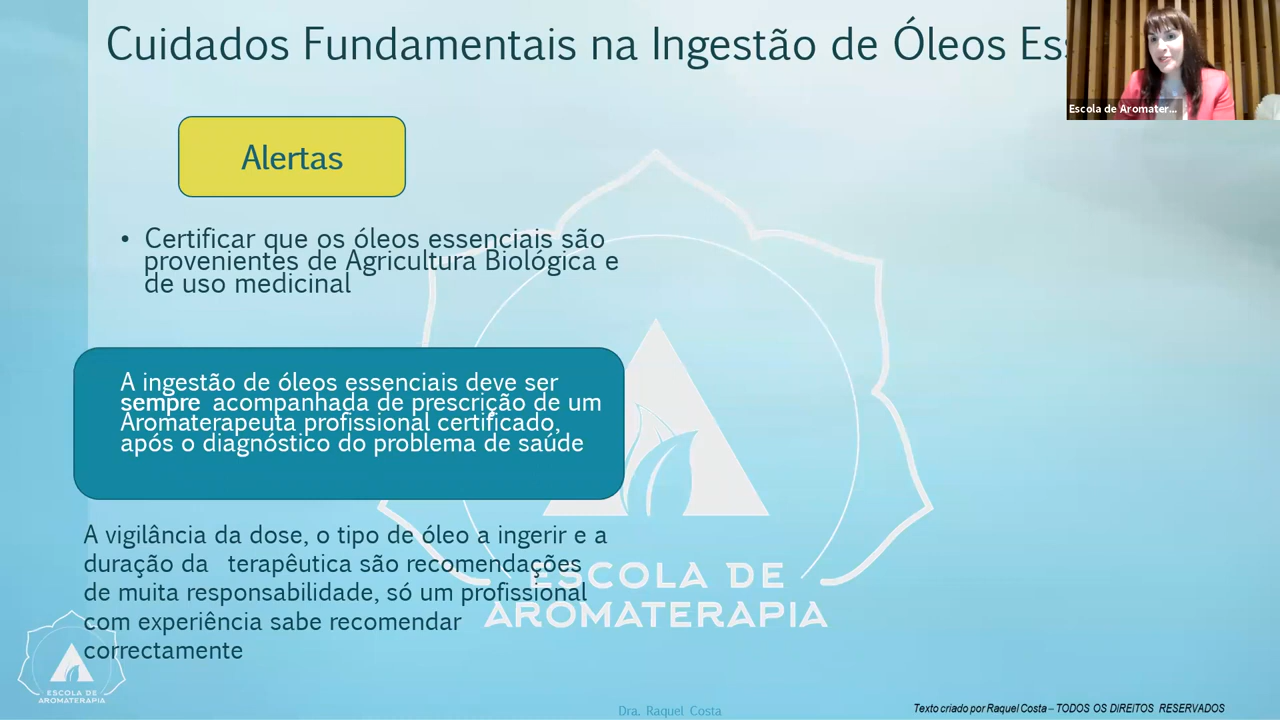 Cuidados Fundamentais na Ingestão de Óleos
Escola de Aromater...
Alertas
• Certificar que os óleos essenciais são
provenientes de Agricultura Biológica e
de uso medicinal
A ingestão de óleos essenciais deve ser
sempre acompanhada de prescrição de um
Aromaterapeuta profissional certificado,
após o diagnóstico do problema de saúde
A vigilância da dose, o tipo de óleo a ingerir e a
duração da terapêutica são recomendações
de muita responsabilidade, só um profissional
com experiência sabe recomendar
correctamente
ESCOLA DE
AROMATERAPIA
ESCOLA DE
AROMATERAPIA
Dra. Raquel Costa
Texto criado por Raquel Costa – TODOS OS DIREITOS RESERVADOS